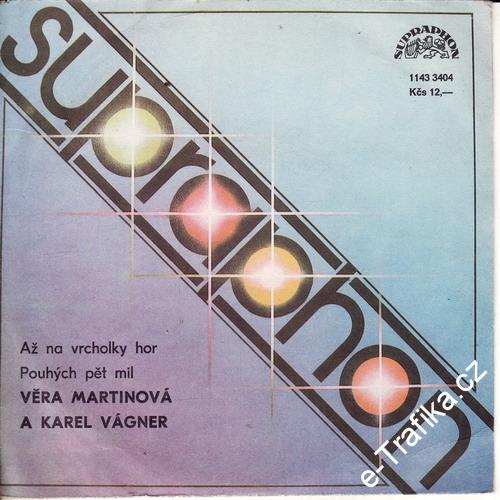 SUPRAPHON
1143 3404
Kčs 12,—
supraphon
Až na vrcholky hor
Pouhých pět mil
VĚRA MARTINOVÁ
A KAREL VÁGNER
e-Trafika.cz